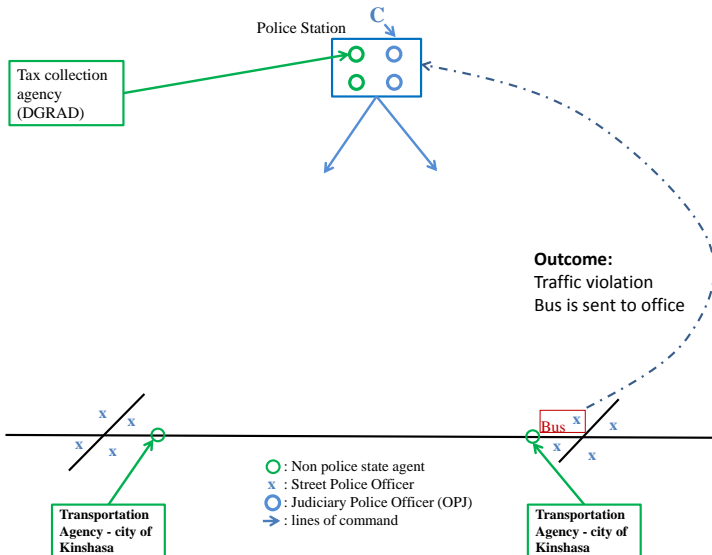 C
Police Station
Tax collection
agency
(DGRAD)
Outcome:
Traffic violation
Bus is sent to office
x
x
x
x
Bus
x
x
x
x
: Non police state agent
x : Street Police Officer
: Judiciary Police Officer (OPJ)
: lines of command
Transportation
Agency - city of
Kinshasa
Transportation
Agency - city of
Kinshasa